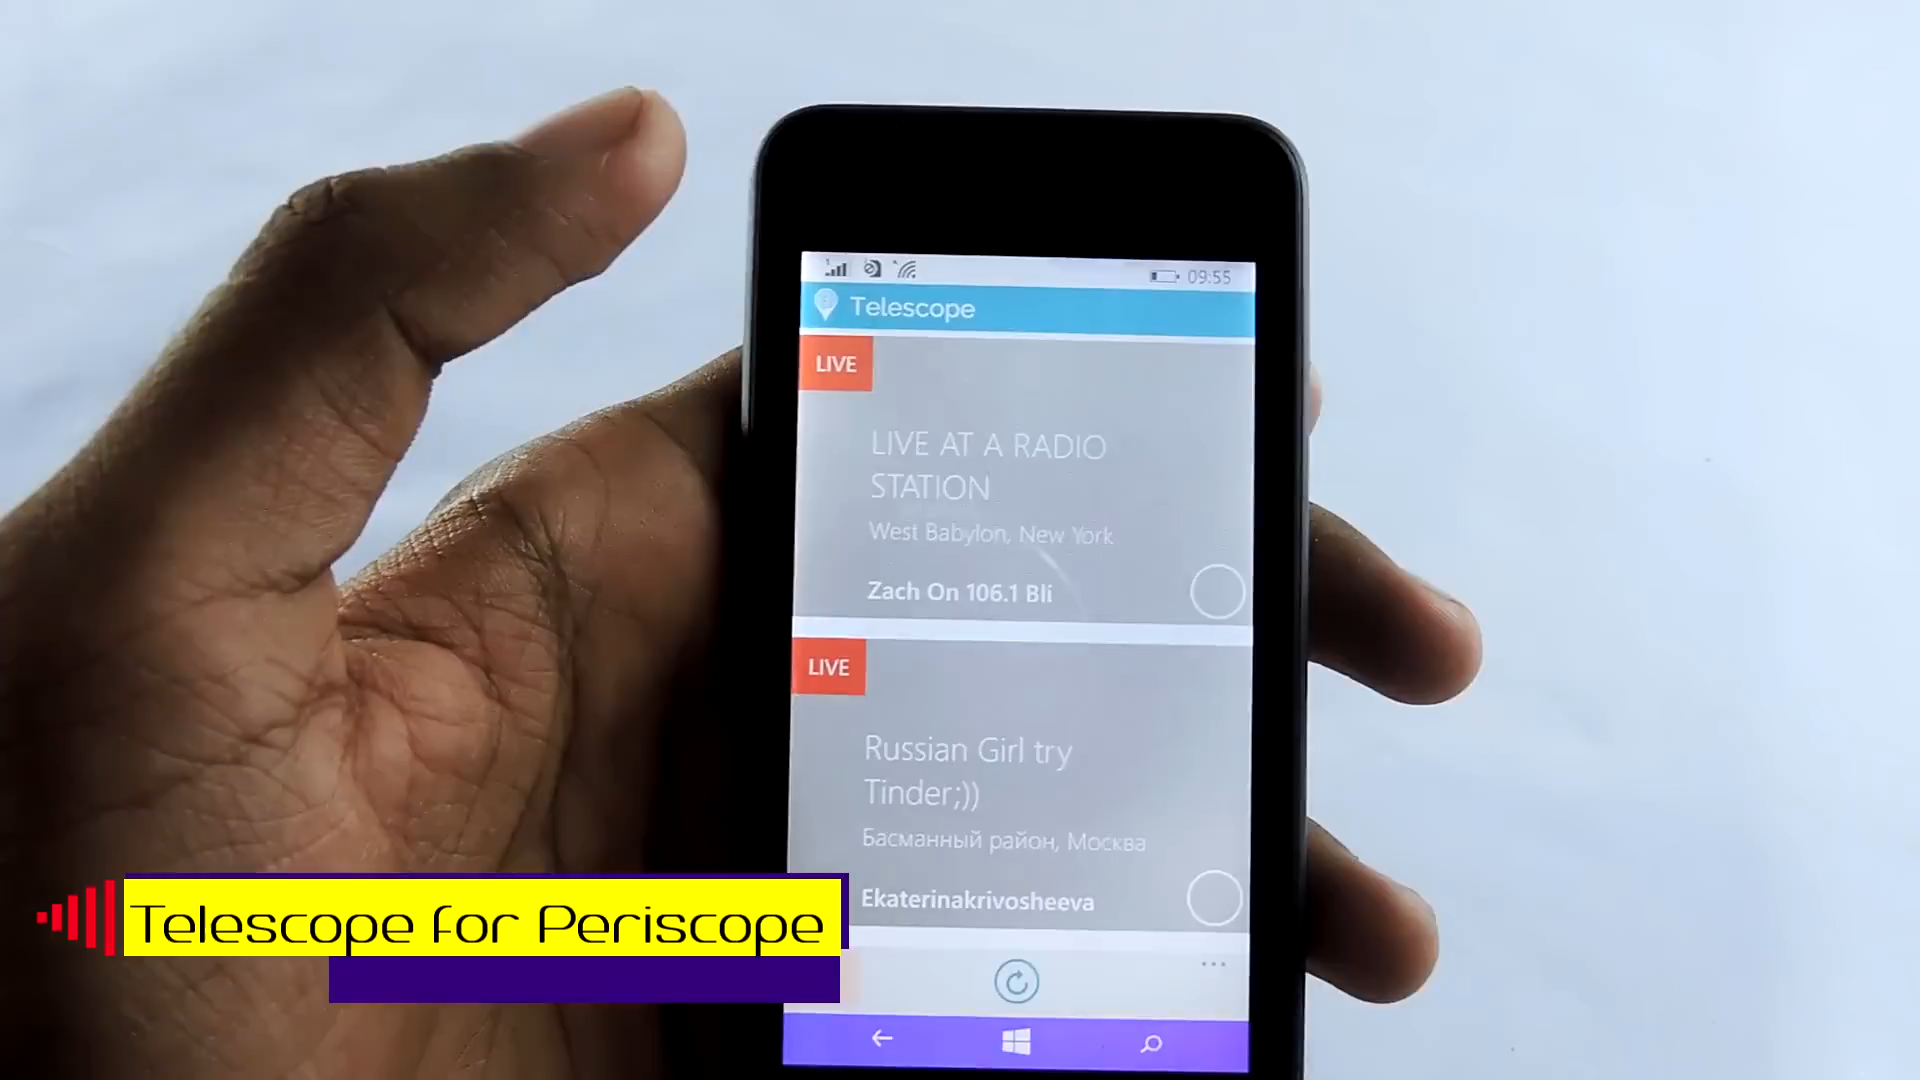 09:55
Telescope
LIVE
LIVE AT A RADIO
STATION
West Babylon, New York
Zach On 106.1 Bli
LIVE
Russian Girl try
Tinder;))
Басманный район, Москва
Ekaterinakrivosheeva
Telescope for Periscope